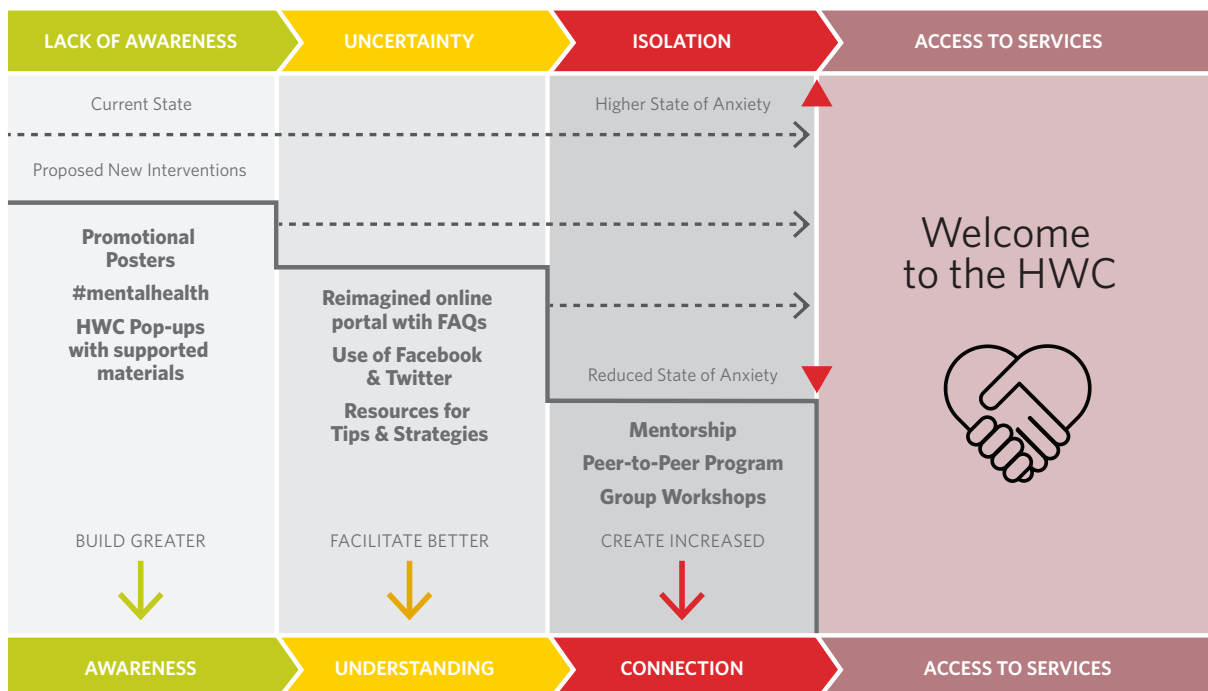 LACK OF AWARENESS
UNCERTAINTY
ISOLATION
ACCESS TO SERVICES
Current State
Higher State of Anxiety
Proposed New Interventions
Promotional
Posters
#mentalhealth
HWC Pop-ups
with supported
materials
BUILD GREATER
Reimagined online
portal wtih FAQs
Use of Facebook
& Twitter
Resources for
Tips & Strategies
FACILITATE BETTER
Reduced State of Anxiety
Mentorship
Peer-to-Peer Program
Group Workshops
CREATE INCREASED
Welcome
to the HWC
AWARENESS
UNDERSTANDING
CONNECTION
ACCESS TO SERVICES